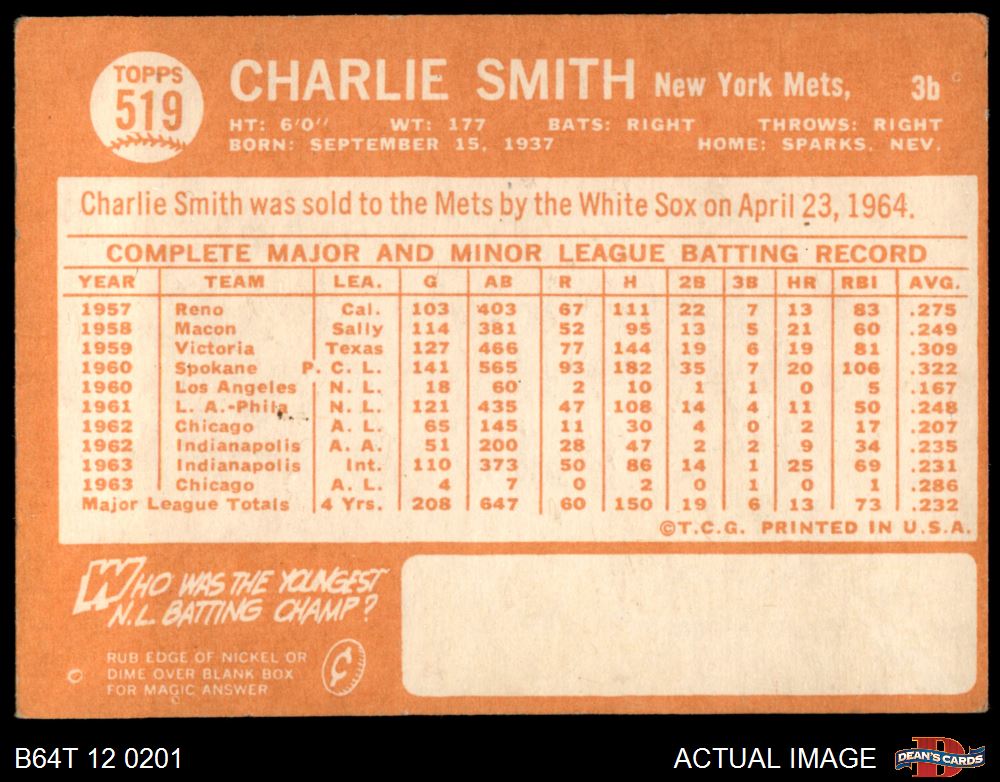 TOPPS
519
CHARLIE SMITH New York Mets, 3b
HT: 6'0" WT: 177 BATS: RIGHT THROWS: RIGHT
BORN: SEPTEMBER 15, 1937 HOME: SPARKS, NEV.
Charlie Smith was sold to the Mets by the White Sox on April 23, 1964.
COMPLETE MAJOR AND MINOR LEAGUE BATTING RECORD
YEAR TEAM LEA. G AB R H 2B 3B HR RBI AVG.
1957 Reno Cal. 103 403 67 111 22 7 13 83 .275
1958 Macon Sally 114 381 52 95 13 5 21 60 .249
1959 Victoria Texas 127 466 77 144 19 6 19 81 .309
1960 Spokane P. C. L. 141 565 93 182 35 7 20 106 .322
1960 Los Angeles N. L. 18 60 2 10 1 1 0 5 .167
1961 L. A.-Phila N. L. 121 435 47 108 14 4 11 50 .248
1962 Chicago A. L. 65 145 11 30 4 0 2 17 .207
1962 Indianapolis A. A. 51 200 28 47 2 2 9 34 .235
1963 Indianapolis Int. 110 373 50 86 14 1 25 69 .231
1963 Chicago A. L. 4 7 0 2 0 1 0 1 .286
Major League Totals 4 Yrs. 208 647 60 150 19 6 13 73 .232
©T.C.G. PRINTED IN U.S.A.
WHO WAS THE YOUNGEST
N.L. BATTING CHAMP?
RUB EDGE OF NICKEL OR
DIME OVER BLANK BOX
FOR MAGIC ANSWER
B64T 12 0201 ACTUAL IMAGE DEAN'S CARDS